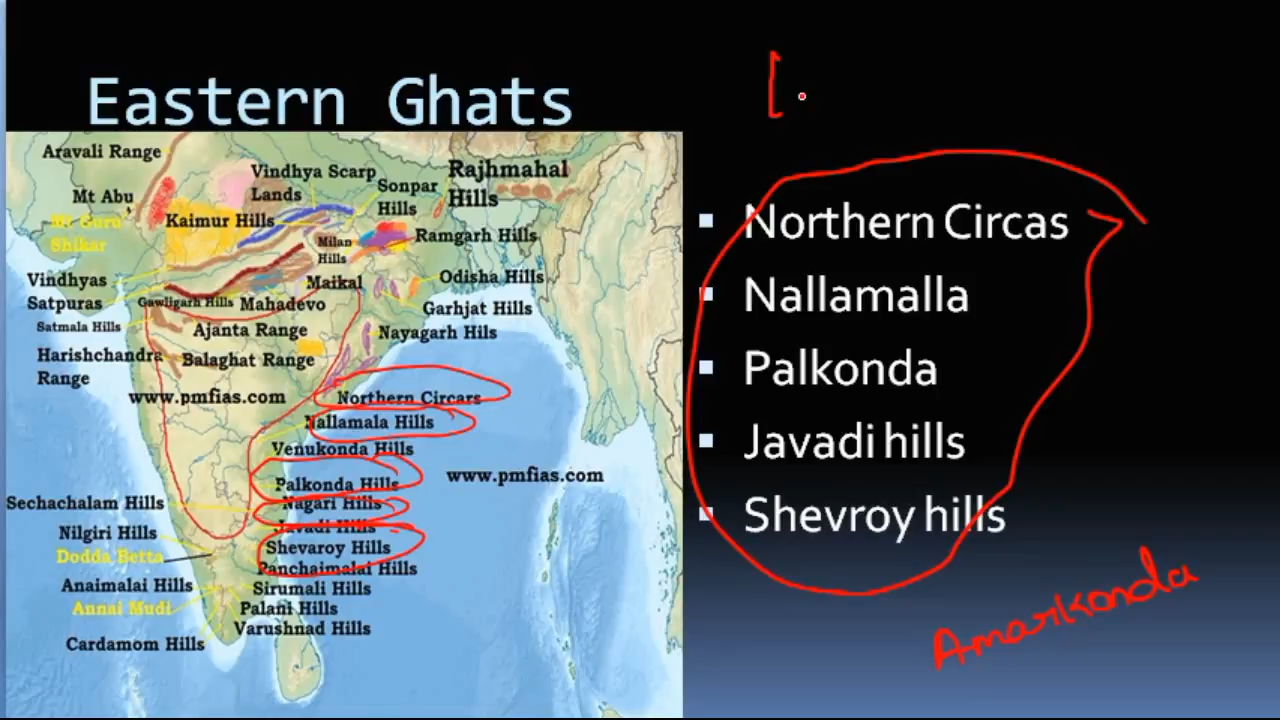 Eastern Ghats
Aravali Range
Mt Abu
Mt Guru
Shikar
Kaimur Hills
Vindhya Scarp
Lands
Sonpar
Hills
Rajhmahal
Hills
Milan
Hills
Ramgarh Hills
Vindhyas
Satpuras
Gawligarh Hills
Mahadevo
Maikal
Odisha Hills
Garhjat Hills
Satmala Hills
Ajanta Range
Nayagarh Hils
Harishchandra
Range
Balaghat Range
www.pmfias.com
Northern Circars
Nallamala Hills
Venukonda Hills
Palkonda Hills
www.pmfias.com
Sechachalam Hills
Nagari Hills
Javadi Hills
Nilgiri Hills
Shevaroy Hills
Dodda Betta
Panchaimalai Hills
Anaimalai Hills
Sirumali Hills
Annai Mudi
Palani Hills
Varushnad Hills
Cardamom Hills
Northern Circas
Nallamalla
Palkonda
Javadi hills
Shevroy hills
Amarkonda